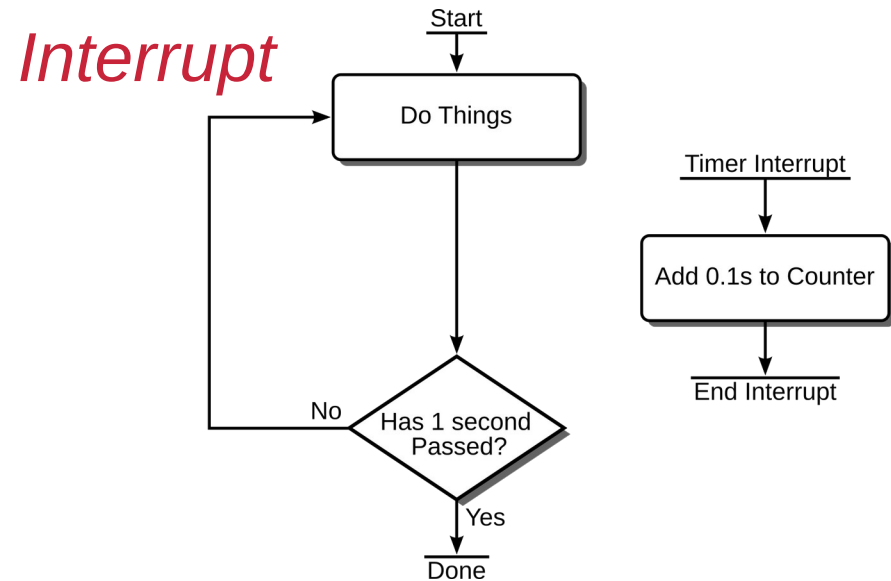 Interrupt
Start
Do Things
Timer Interrupt
Add 0.1s to Counter
End Interrupt
No
Has 1 second
Passed?
Yes
Done